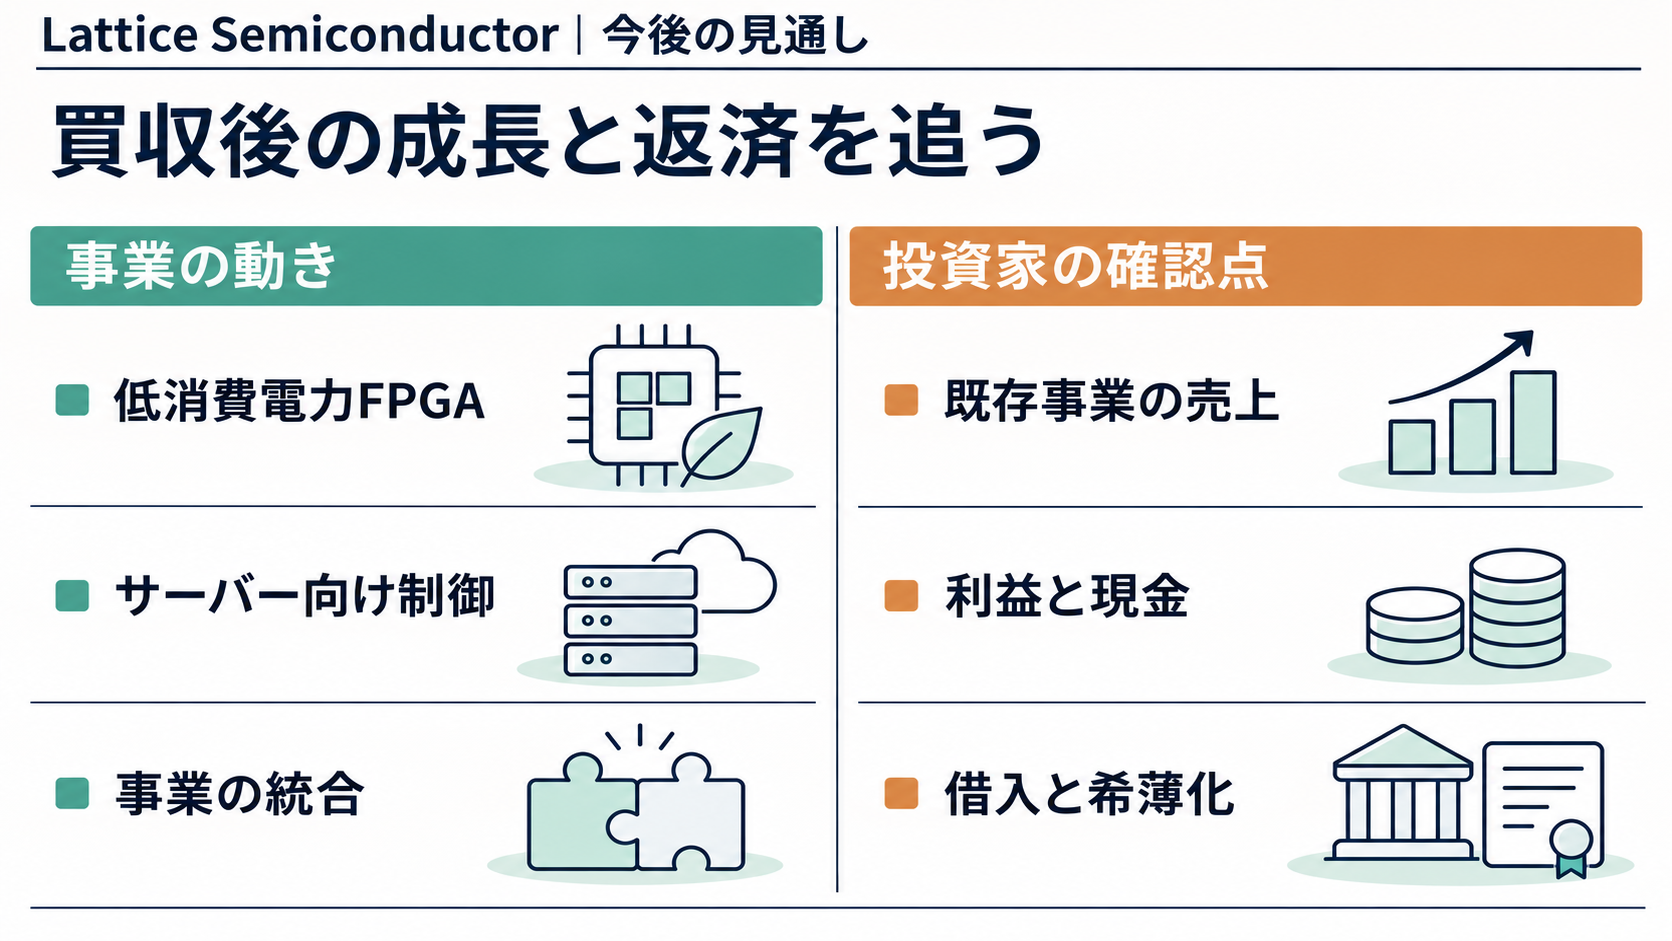 Lattice Semiconductor｜今後の見通し
買収後の成長と返済を追う
事業の動き
低消費電力FPGA
サーバー向け制御
事業の統合
投資家の確認点
既存事業の売上
利益と現金
借入と希薄化